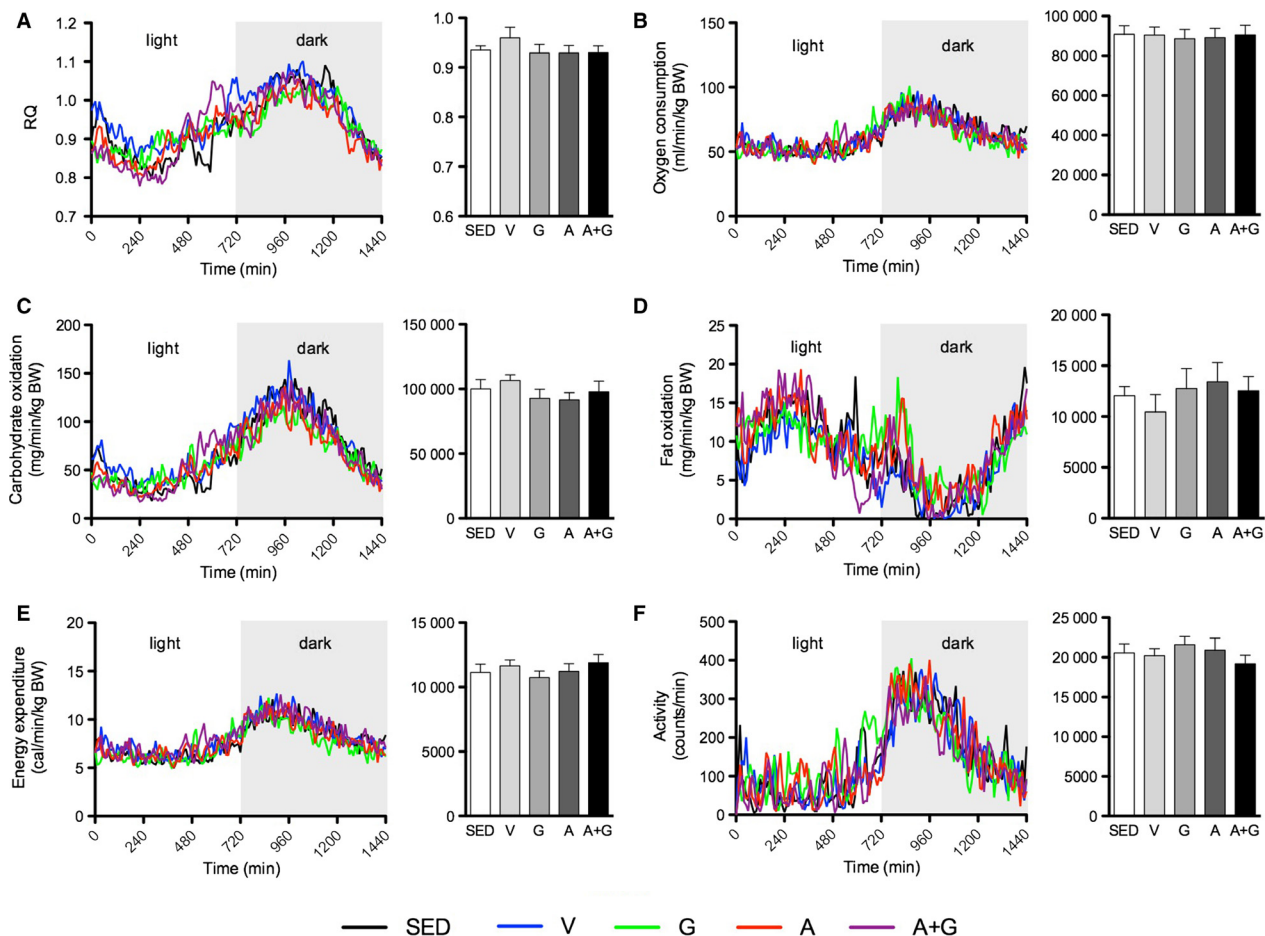 A
RQ
1.2
1.1
1.0
0.9
0.8
0.7
light
dark
0
240
480
720
960
1200
1440
Time (min)
1.0
0.9
0.8
0.7
0.6
SED V G A A+G
B
Oxygen consumption
(ml/min/kg BW)
150
100
50
0
light
dark
0
240
480
720
960
1200
1440
Time (min)
100 000
80 000
60 000
40 000
20 000
0
SED V G A A+G
C
Carbohydrate oxidation
(mg/min/kg BW)
200
150
100
50
0
light
dark
0
240
480
720
960
1200
1440
Time (min)
150 000
100 000
50 000
0
SED V G A A+G
D
Fat oxidation
(mg/min/kg BW)
25
20
15
10
5
0
light
dark
0
240
480
720
960
1200
1440
Time (min)
20 000
15 000
10 000
5000
0
SED V G A A+G
E
Energy expenditure
(cal/min/kg BW)
20
15
10
5
0
light
dark
0
240
480
720
960
1200
1440
Time (min)
15 000
10 000
5000
0
SED V G A A+G
F
Activity
(counts/min)
500
400
300
200
100
0
light
dark
0
240
480
720
960
1200
1440
Time (min)
25 000
20 000
15 000
10 000
5000
0
SED V G A A+G
SED V G A A+G